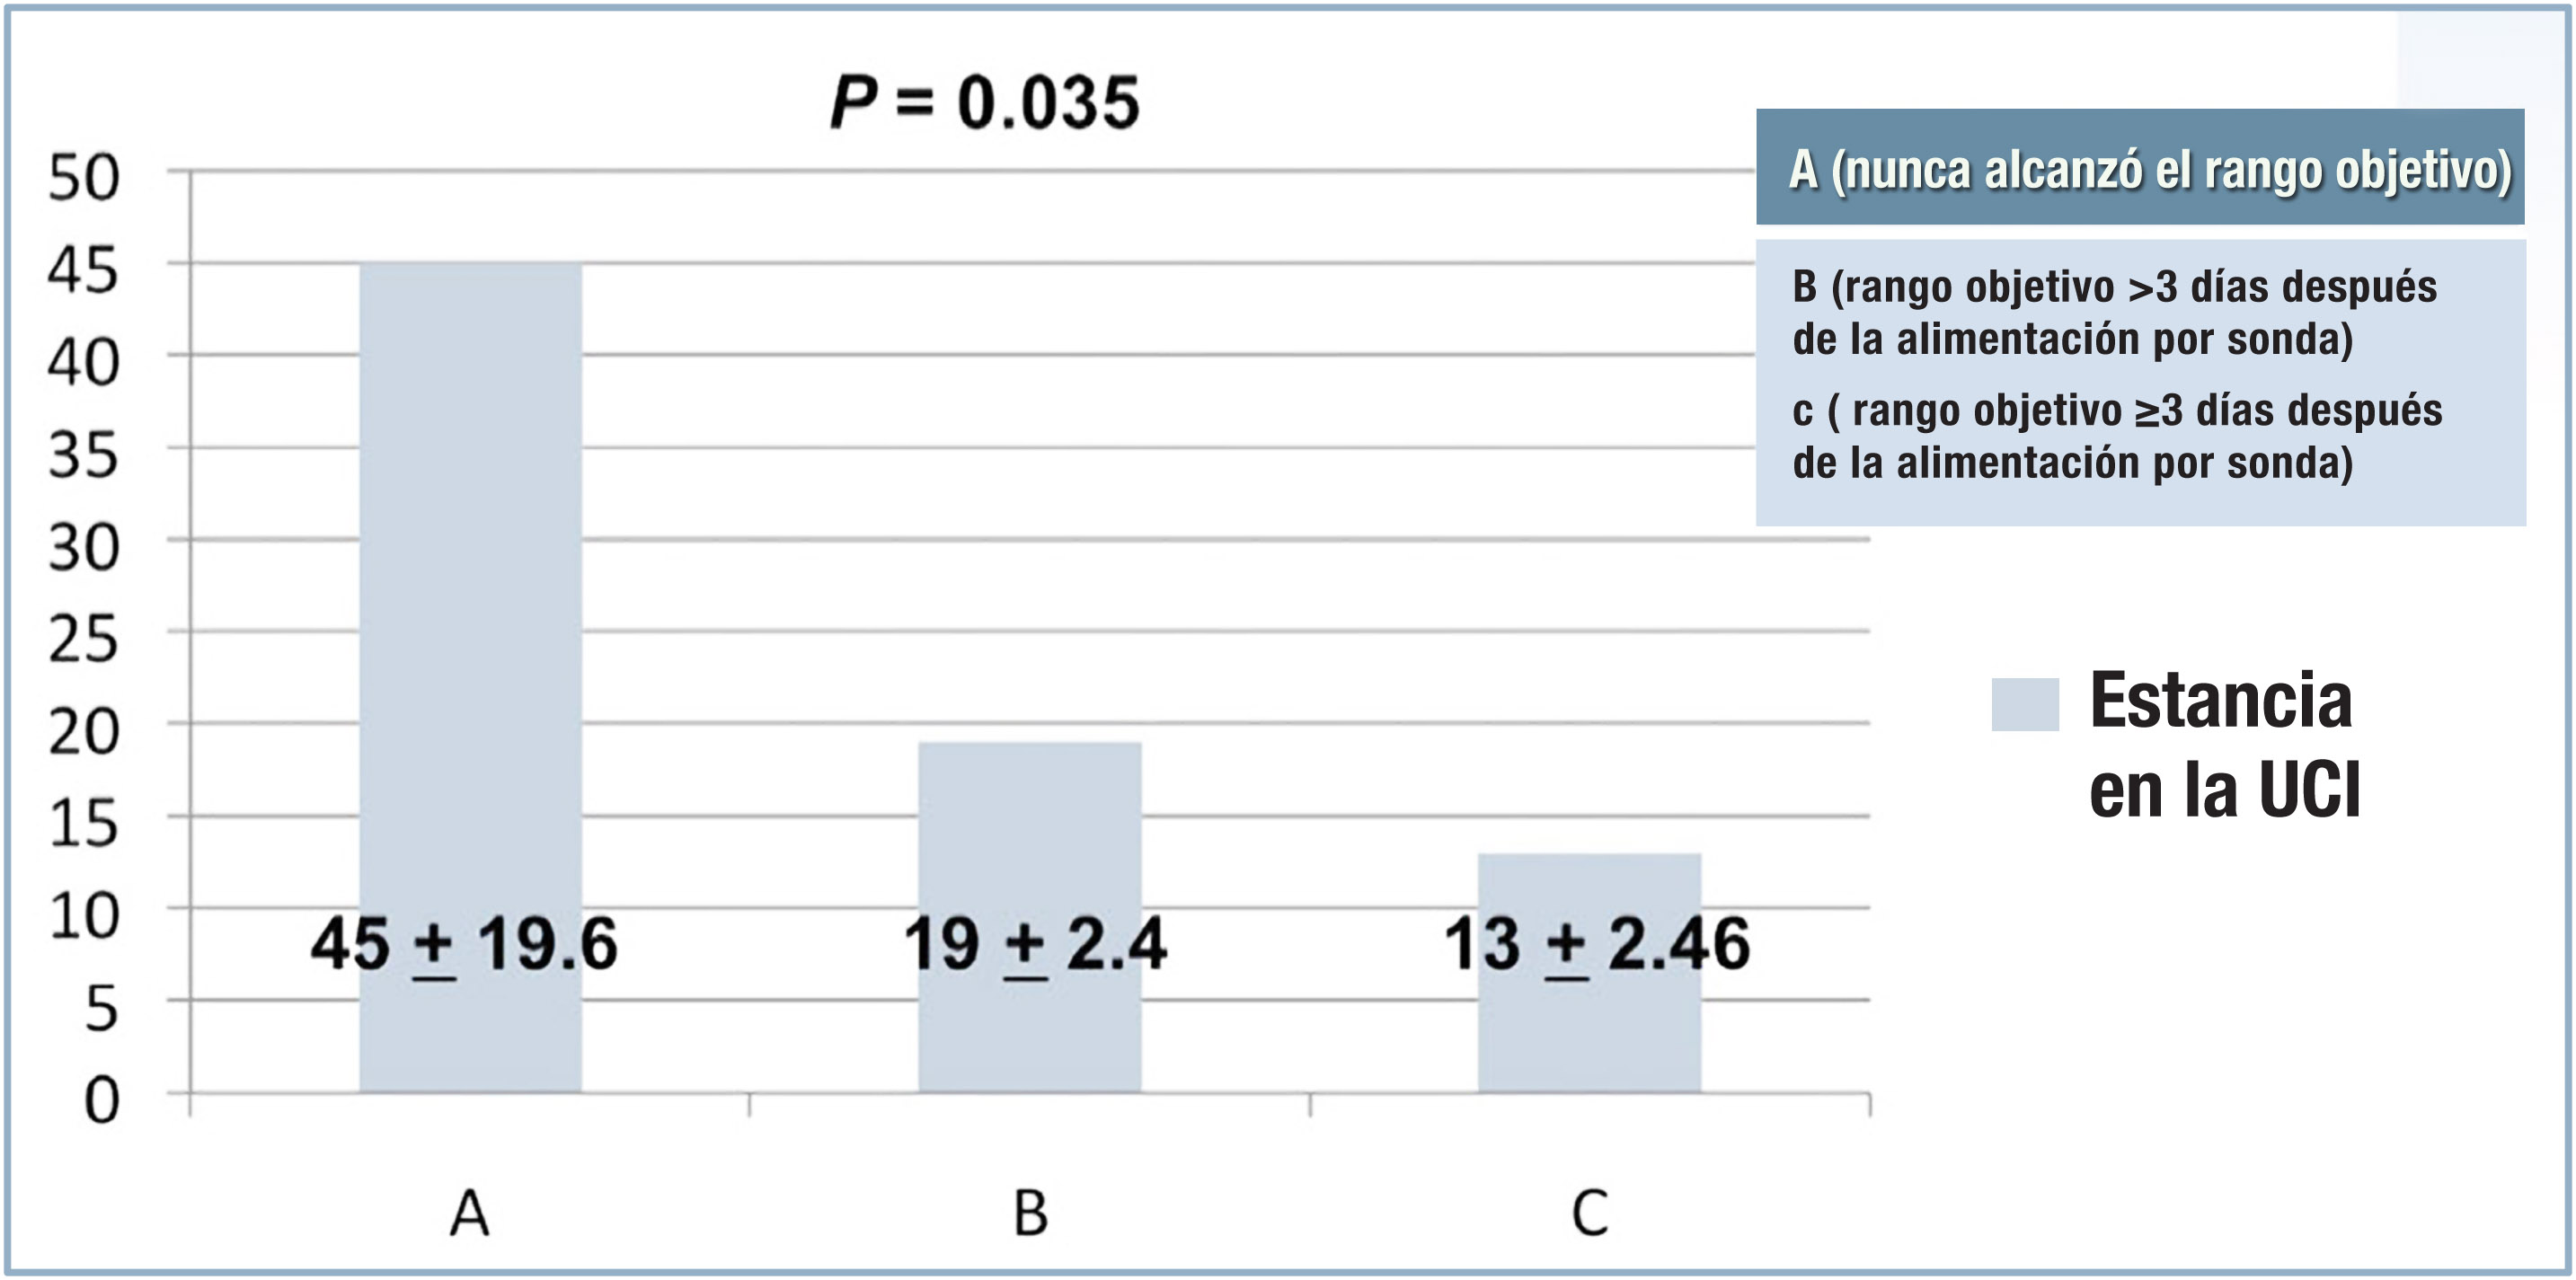 P = 0.035
50
45
40
35
30
25
20
15
10
5
0
45 ± 19.6
19 ± 2.4
13 ± 2.46
A
B
C
A (nunca alcanzó el rango objetivo)
B (rango objetivo >3 días después
de la alimentación por sonda)
c ( rango objetivo ≥3 días después
de la alimentación por sonda)
Estancia
en la UCI